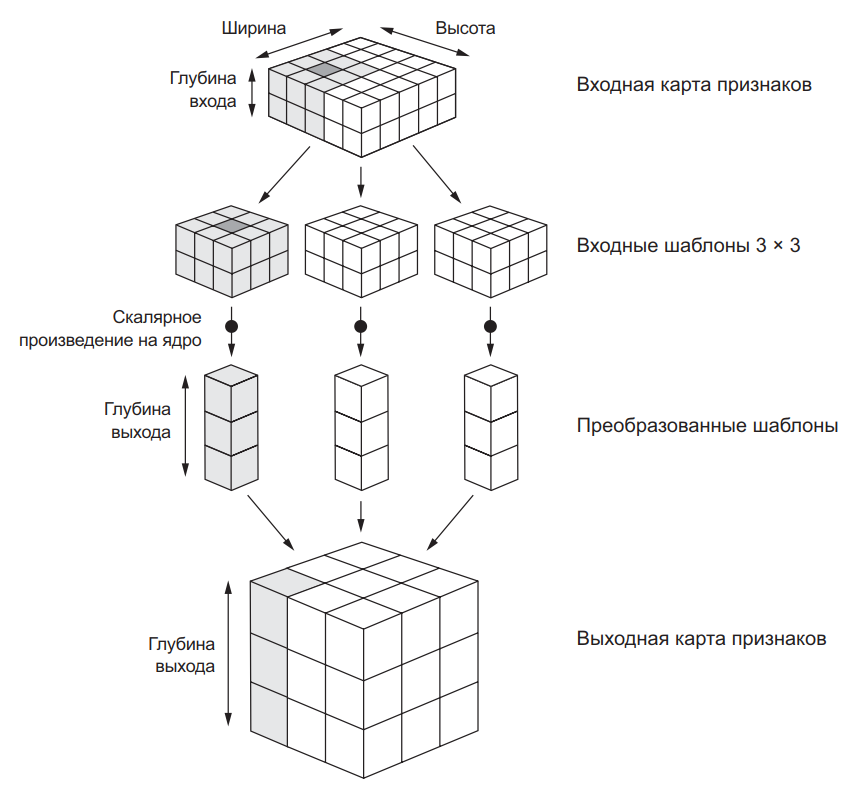 Ширина
Высота
Глубина
входа
Входная карта признаков
Входные шаблоны 3 × 3
Скалярное
произведение на ядро
Глубина
выхода
Преобразованные шаблоны
Глубина
выхода
Выходная карта признаков